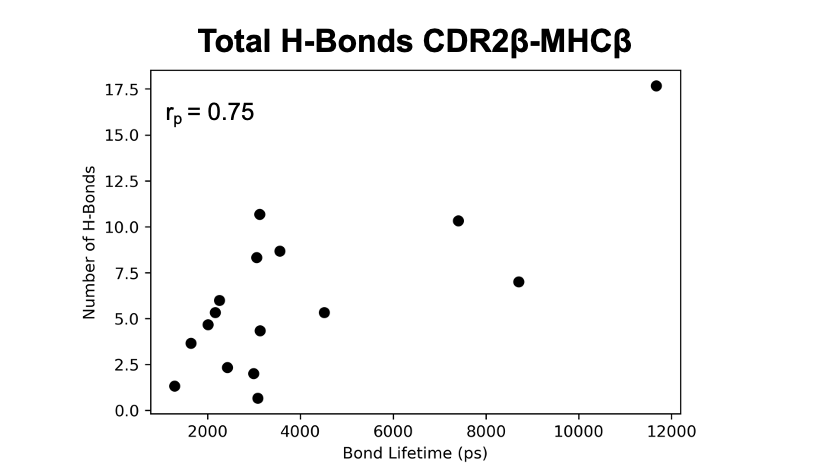 Total H-Bonds CDR2β-MHCβ
rp = 0.75
Number of H-Bonds
17.5
15.0
12.5
10.0
7.5
5.0
2.5
0.0
2000 4000 6000 8000 10000 12000
Bond Lifetime (ps)